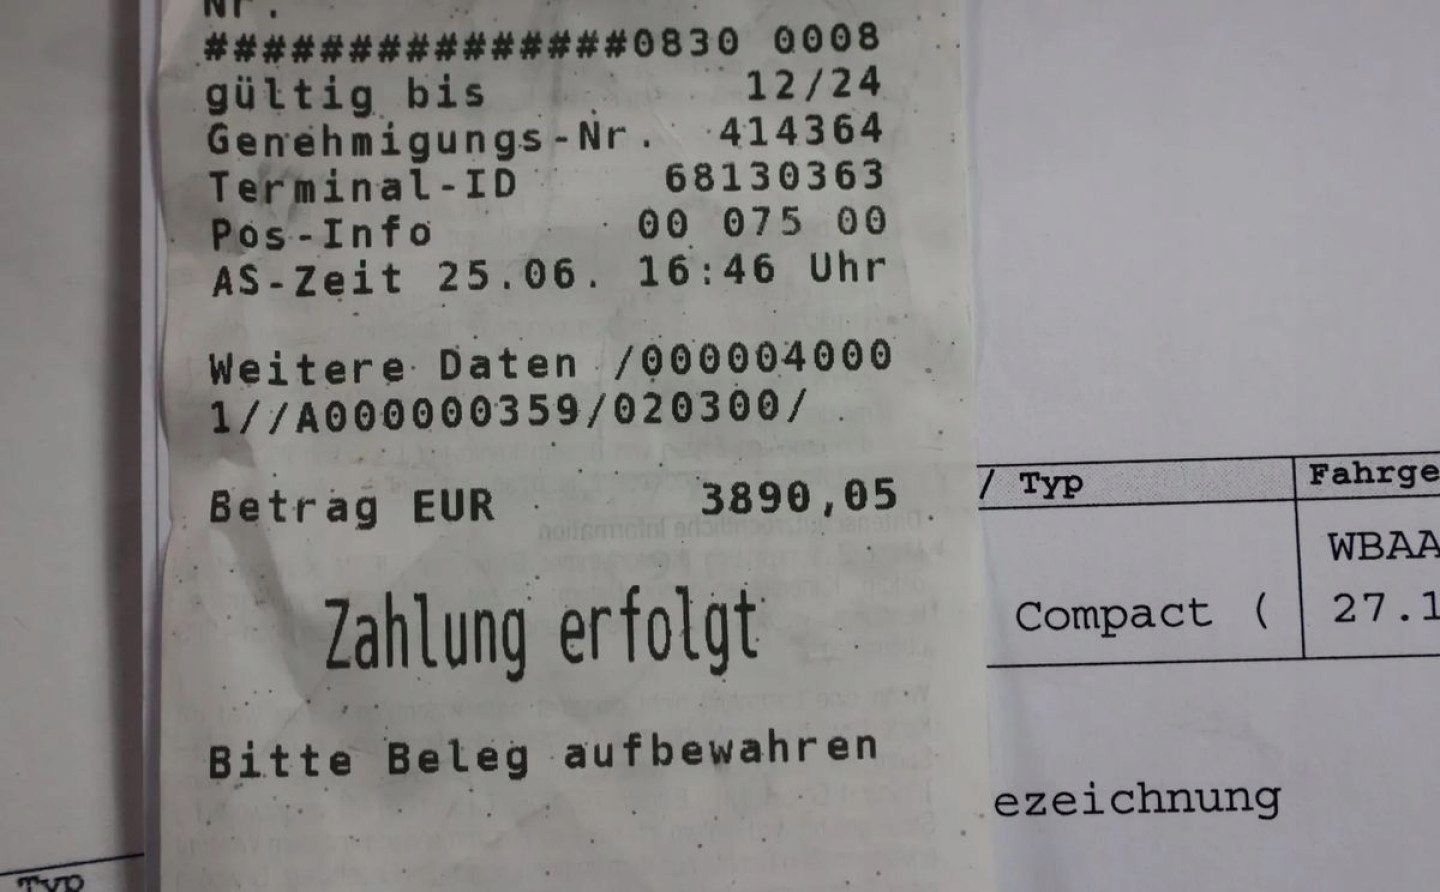 Nr.
###############0830 0008
gültig bis 12/24
Genehmigungs-Nr. 414364
Terminal-ID 68130363
Pos-Info 00 075 00
AS-Zeit 25.06. 16:46 Uhr
Weitere Daten /000004000
1//A000000359/020300/
Betrag EUR 3890,05
Zahlung erfolgt
Bitte Beleg aufbewahren
/ Typ Fahrge
WBAA
Compact ( 27.1
ezeichnung
Typ